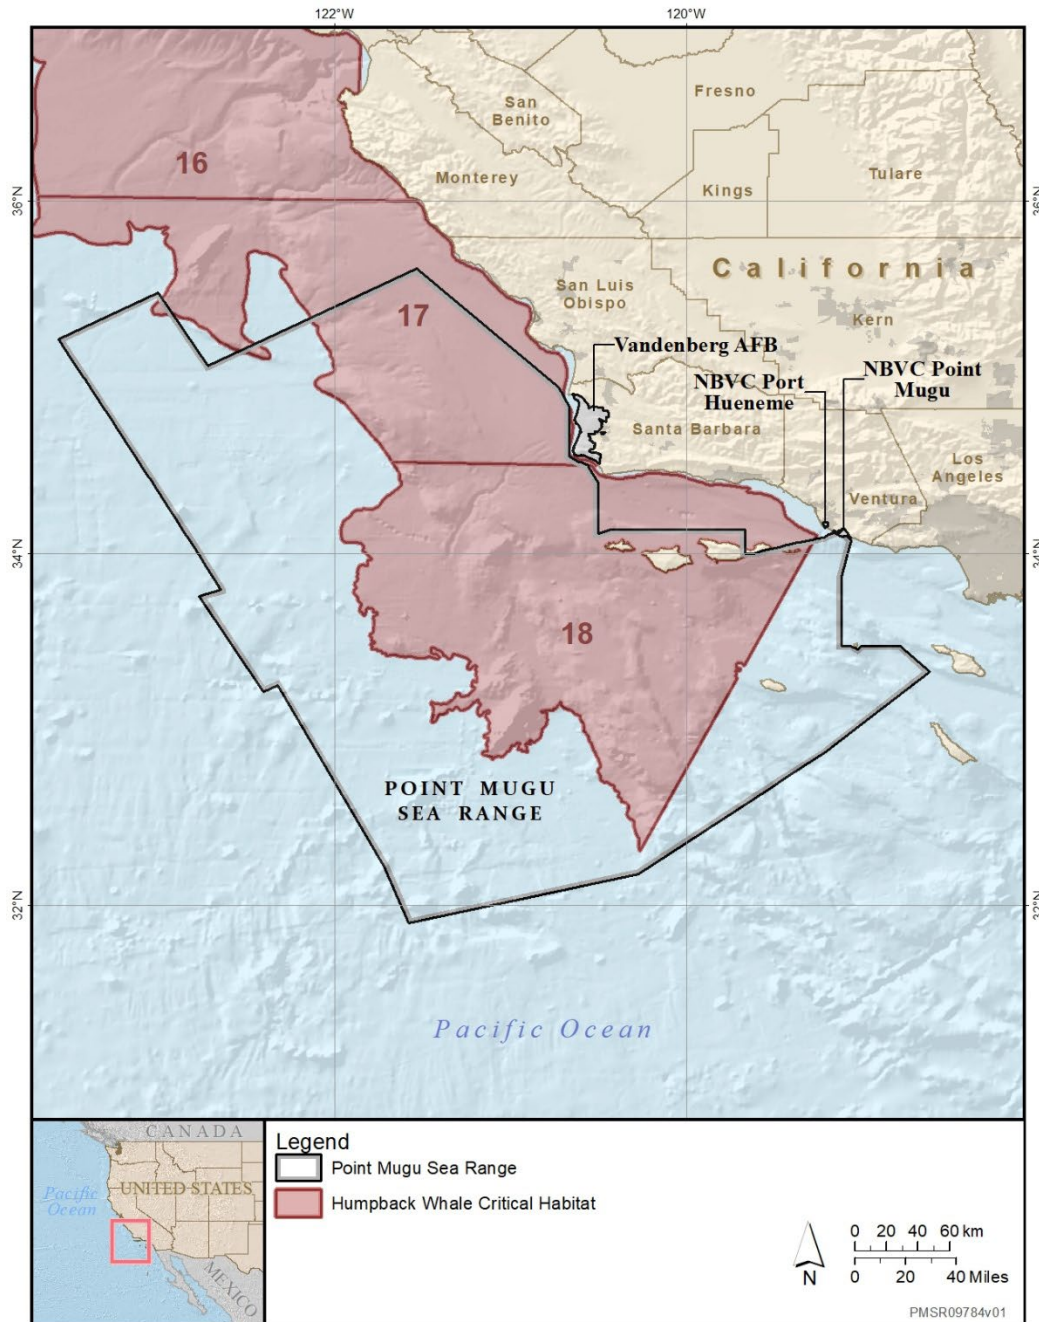 122°W
120°W
San
Benito
Fresno
16
Monterey
Kings
Tulare
36°N
36°N
California
San Luis
Obispo
Kern
17
Vandenberg AFB
NBVC Port
Hueneme
NBVC Point
Mugu
Santa Barbara
Los
Angeles
Ventura
34°N
34°N
18
POINT MUGU
SEA RANGE
32°N
32°N
Pacific Ocean
CANADA
Pacific
Ocean
UNITED STATES
MEXICO
Legend
Point Mugu Sea Range
Humpback Whale Critical Habitat
N
0 20 40 60 km
0 20 40 Miles
PMSR09784v01